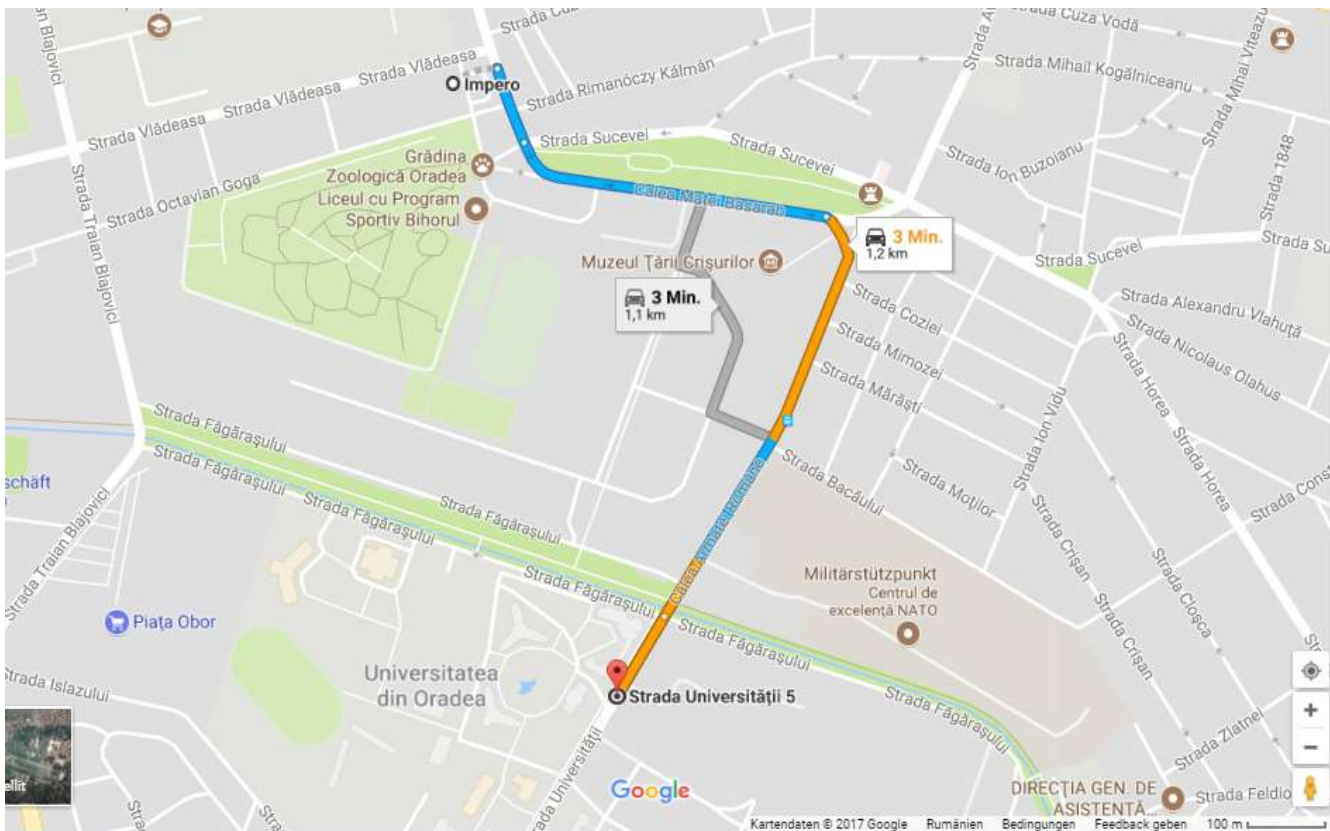 Strada Cuza Vodă
Traian Blajovici
Strada Vlădeasa
Strada Mihai Viteazu
Impero
Strada Vlădeasa
Strada Rimanóczy Kálmán
Strada Mihail Kogălniceanu
Strada Vlădeasa
Strada Sucevei
Strada Sucevei
Strada Ion Buzoianu
Strada 1848
Grădina
Zoologică Oradea
Strada Octavian Goga
Liceul cu Program
Sportiv Bihorul
Calea Matei Basarab
Strada Traian Blajovici
3 Min.
1,2 km
Muzeul Țării Crișurilor
Strada Sucevei
Strada Su
3 Min.
1,1 km
Strada Coziei
Strada Alexandru Vlahuță
Strada Mimozei
Strada Nicolaus Olahus
Strada Mărăști
Strada Horea
Strada Ion Vidu
Strada Făgărașului
Strada Făgărașului
Strada Bacăului
Strada Moților
Strada Horea
Strada Const
schäft
Strada Făgărașului
Strada Făgărașului
Calea Armatei Române
Strada Crișan
Strada Cloșca
Strada Traian Blajovici
Strada Făgărașului
Militärstützpunkt
Centrul de
excelență NATO
Piața Obor
Strada Făgărașului
Strada Crișan
Universitatea
din Oradea
Strada Islazului
Strada Universității 5
Strada Făgărașului
Strada Zlatnei
Strada Universității
ellit
Google
DIRECȚIA GEN. DE
ASISTENȚĂ...
Strada Feldio
Kartendaten © 2017 Google Rumänien Bedingungen Feedback geben 100 m